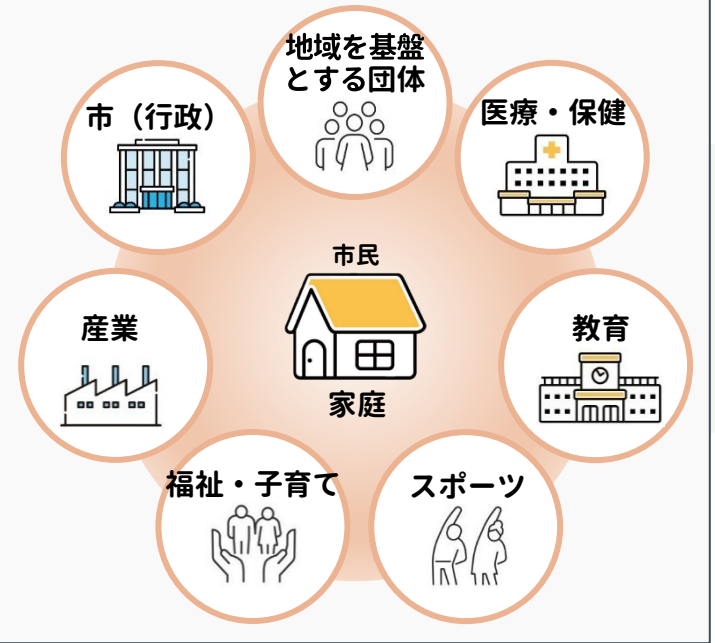 地域を基盤
とする団体
市（行政）
医療・保健
市民
家庭
産業
教育
福祉・子育て
スポーツ